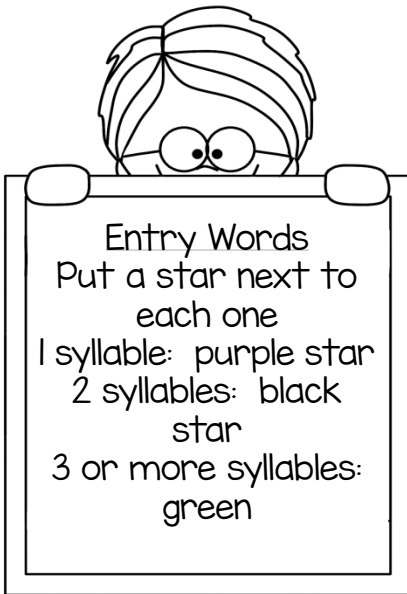 Entry Words
Put a star next to
each one
1 syllable: purple star
2 syllables: black
star
3 or more syllables:
green